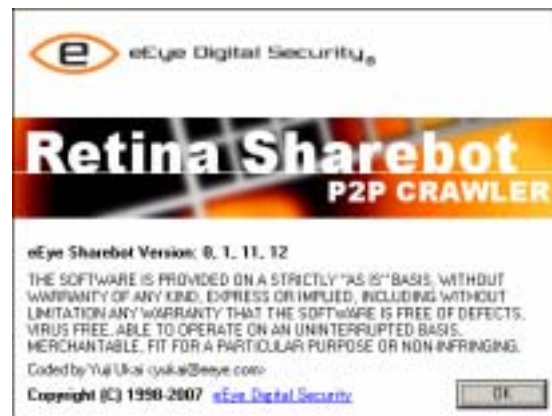 e eEye Digital Security®
Retina Sharebot
P2P CRAWLER
eEye Sharebot Version: 0, 1, 11, 12
THE SOFTWARE IS PROVIDED ON A STRICTLY "AS IS" BASIS, WITHOUT
WARRANTY OF ANY KIND, EXPRESS OR IMPLIED, INCLUDING WITHOUT
LIMITATION ANY WARRANTY THAT THE SOFTWARE IS FREE OF DEFECTS,
VIRUS FREE, ABLE TO OPERATE ON AN UNINTERRUPTED BASIS,
MERCHANTABLE, FIT FOR A PARTICULAR PURPOSE OR NON-INFRINGING.
Coded by Yuji Ukai <yukai@eeye.com>
Copyright (C) 1998-2007 eEye Digital Security
OK